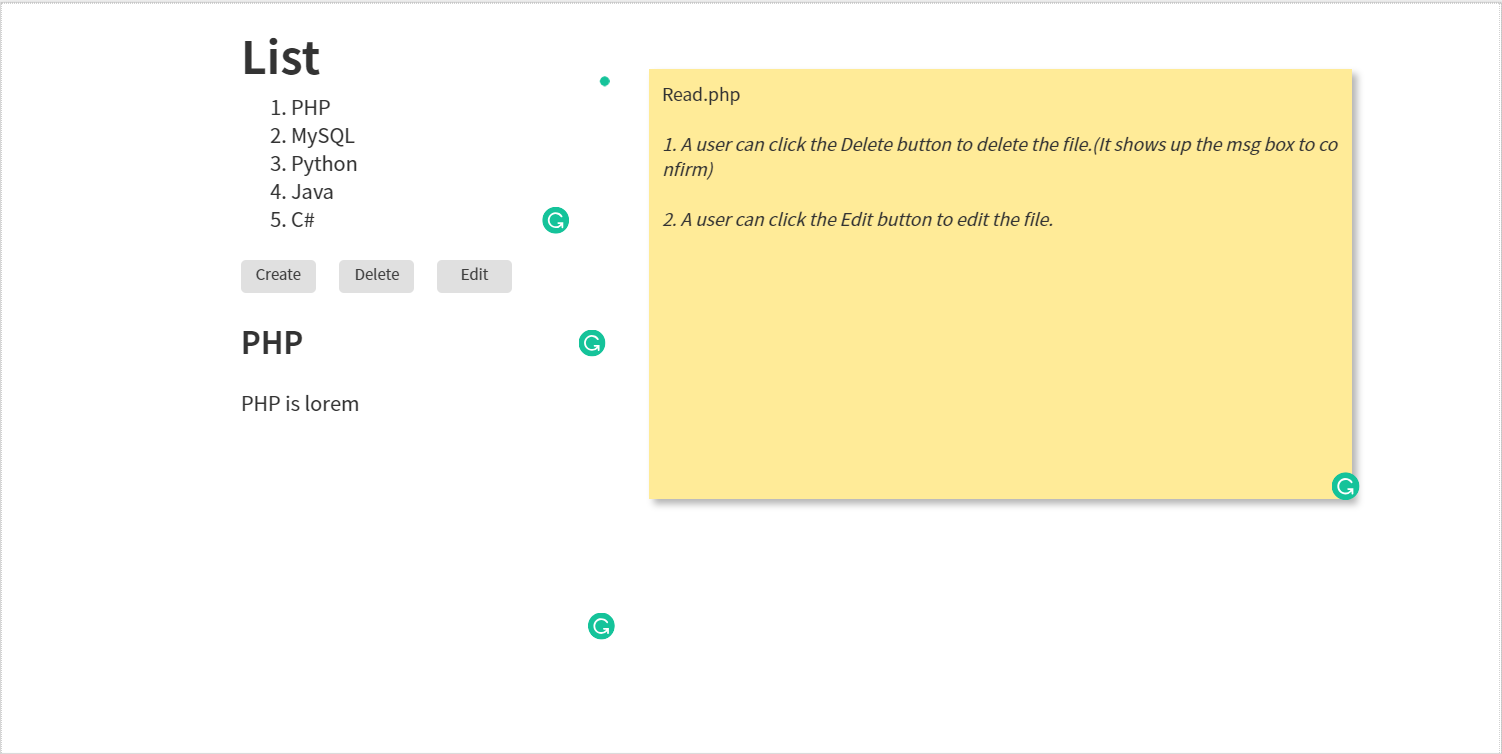 List
1. PHP
2. MySQL
3. Python
4. Java
5. C#
Create Delete Edit
PHP
PHP is lorem
Read.php
1. A user can click the Delete button to delete the file.(It shows up the msg box to co
nfirm)
2. A user can click the Edit button to edit the file.